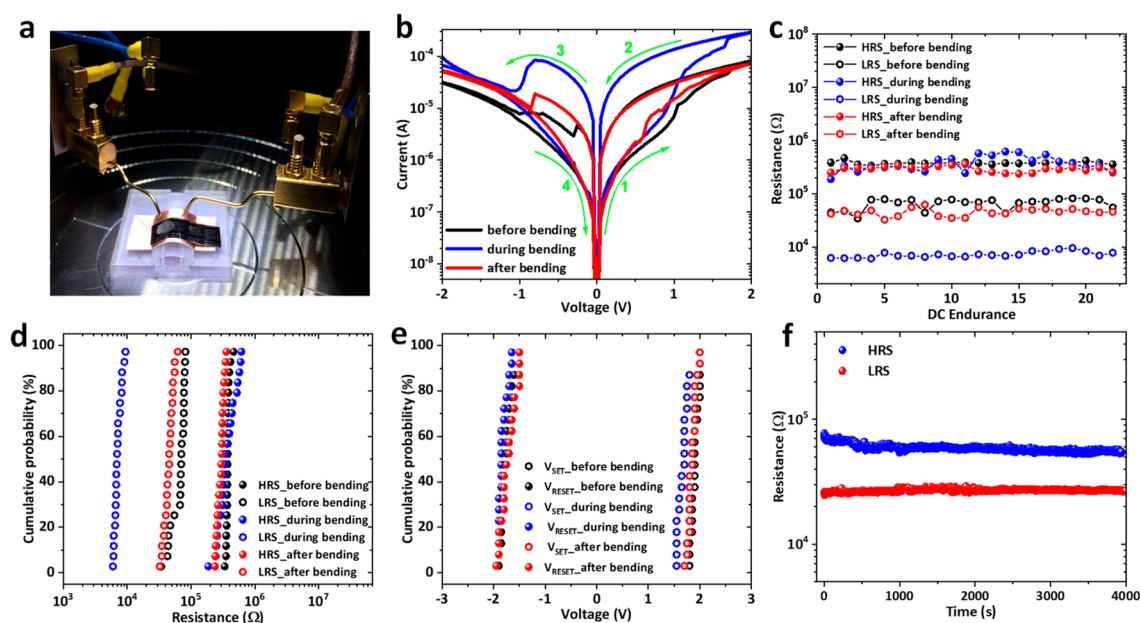 a
b
Current (A)
10⁻⁴
10⁻⁵
10⁻⁶
10⁻⁷
10⁻⁸
3
2
4
1
before bending
during bending
after bending
-2 -1 0 1 2
Voltage (V)
c
Resistance (Ω)
10⁸
10⁷
10⁶
10⁵
10⁴
HRS_before bending
LRS_before bending
HRS_during bending
LRS_during bending
HRS_after bending
LRS_after bending
0 5 10 15 20
DC Endurance
d
Cumulative probability (%)
100
80
60
40
20
0
HRS_before bending
LRS_before bending
HRS_during bending
LRS_during bending
HRS_after bending
LRS_after bending
10³ 10⁴ 10⁵ 10⁶ 10⁷
Resistance (Ω)
e
Cumulative probability (%)
100
80
60
40
20
0
V_SET_before bending
V_RESET_before bending
V_SET_during bending
V_RESET_during bending
V_SET_after bending
V_RESET_after bending
-3 -2 -1 0 1 2 3
Voltage (V)
f
Resistance (Ω)
10⁵
10⁴
HRS
LRS
0 1000 2000 3000 4000
Time (s)